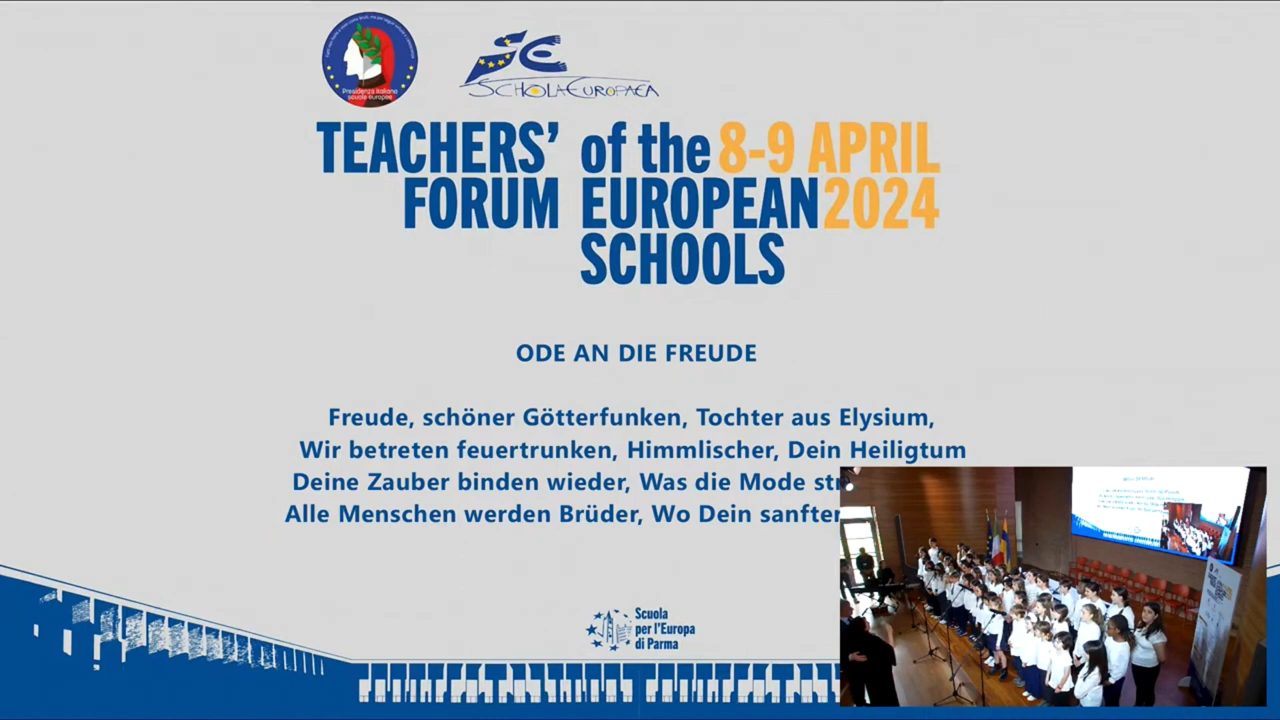 Presidenza italiana
scuole europee
SCHOLA EUROPAEA
TEACHERS' of the 8-9 APRIL
FORUM EUROPEAN 2024
SCHOOLS
ODE AN DIE FREUDE
Freude, schöner Götterfunken, Tochter aus Elysium,
Wir betreten feuertrunken, Himmlischer, Dein Heiligtum
Deine Zauber binden wieder, Was die Mode
Alle Menschen werden Brüder, Wo Dein sanfter
Scuola
per l'Europa
di Parma